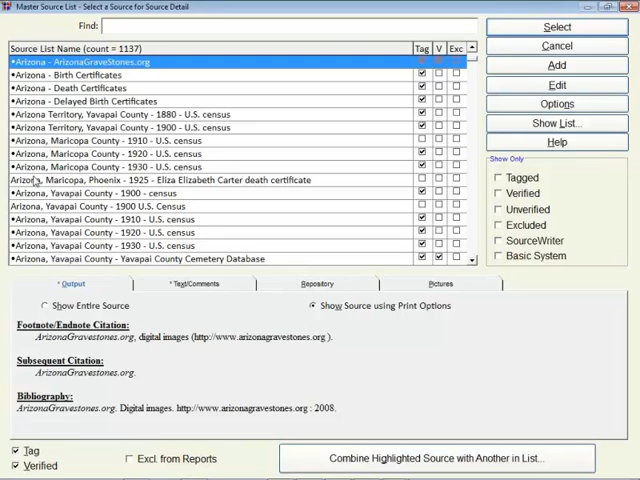 Master Source List - Select a Source for Source Detail
Find:
Select
Source List Name (count = 1137) Tag V Exc
Cancel
•Arizona - ArizonaGraveStones.org
•Arizona - Birth Certificates
Add
•Arizona - Death Certificates
Edit
•Arizona - Delayed Birth Certificates
Options
•Arizona Territory, Yavapai County - 1880 - U.S. census
•Arizona Territory, Yavapai County - 1900 - U.S. census
Show List...
•Arizona, Maricopa County - 1910 - U.S. census
Help
•Arizona, Maricopa County - 1920 - U.S. census
•Arizona, Maricopa County - 1930 - U.S. census
Show Only
Arizona, Maricopa, Phoenix - 1925 - Eliza Elizabeth Carter death certificate
Tagged
•Arizona, Yavapai County - 1900 - census
Verified
Arizona, Yavapai County - 1900 U.S. Census
Unverified
•Arizona, Yavapai County - 1910 - U.S. census
Excluded
•Arizona, Yavapai County - 1920 - U.S. census
SourceWriter
•Arizona, Yavapai County - 1930 - U.S. census
Basic System
•Arizona, Yavapai County - Yavapai County Cemetery Database
* Output * Text/Comments Repository Pictures
Show Entire Source Show Source using Print Options
Footnote/Endnote Citation:
ArizonaGravestones.org, digital images (http://www.arizonagravestones.org ).
Subsequent Citation:
ArizonaGravestones.org.
Bibliography:
ArizonaGravestones.org. Digital images. http://www.arizonagravestones.org : 2008.
Tag
Verified
Excl. from Reports
Combine Highlighted Source with Another in List...